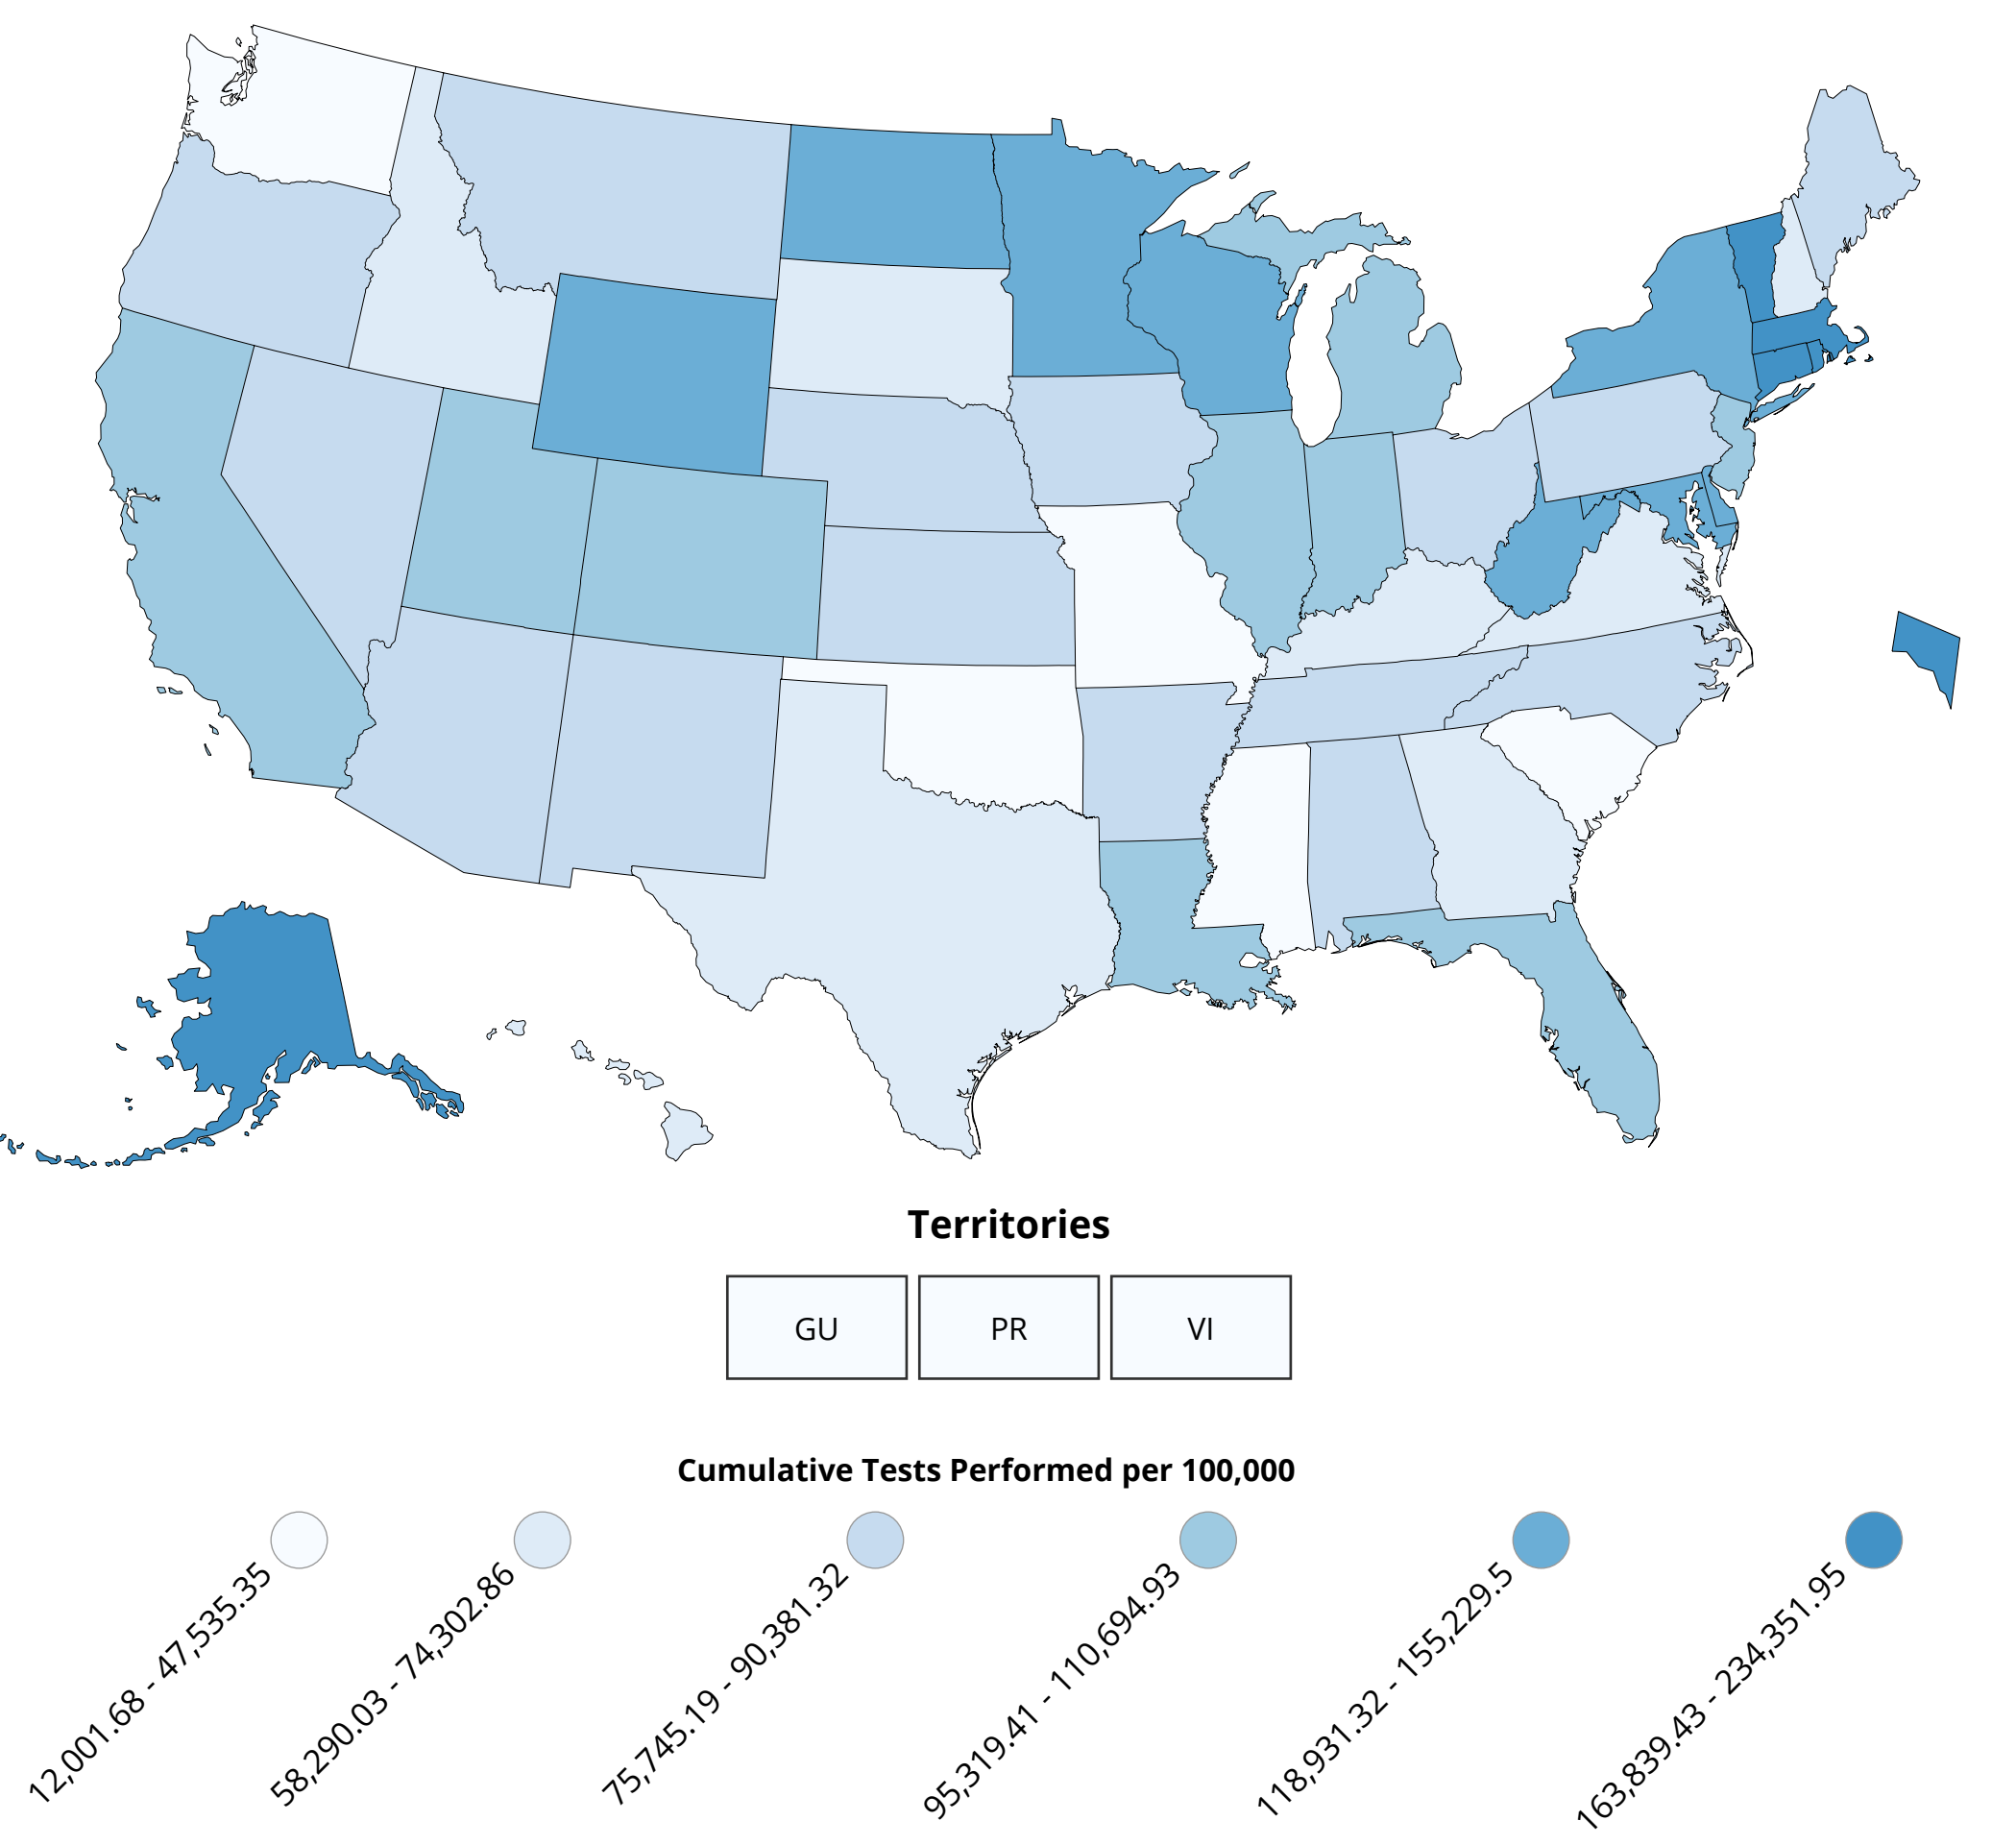 Territories
GU
PR
VI
Cumulative Tests Performed per 100,000
12,001.68 - 47,535.35
58,290.03 - 74,302.86
75,745.19 - 90,381.32
95,319.41 - 110,694.93
118,931.32 - 155,229.5
163,839.43 - 234,351.95